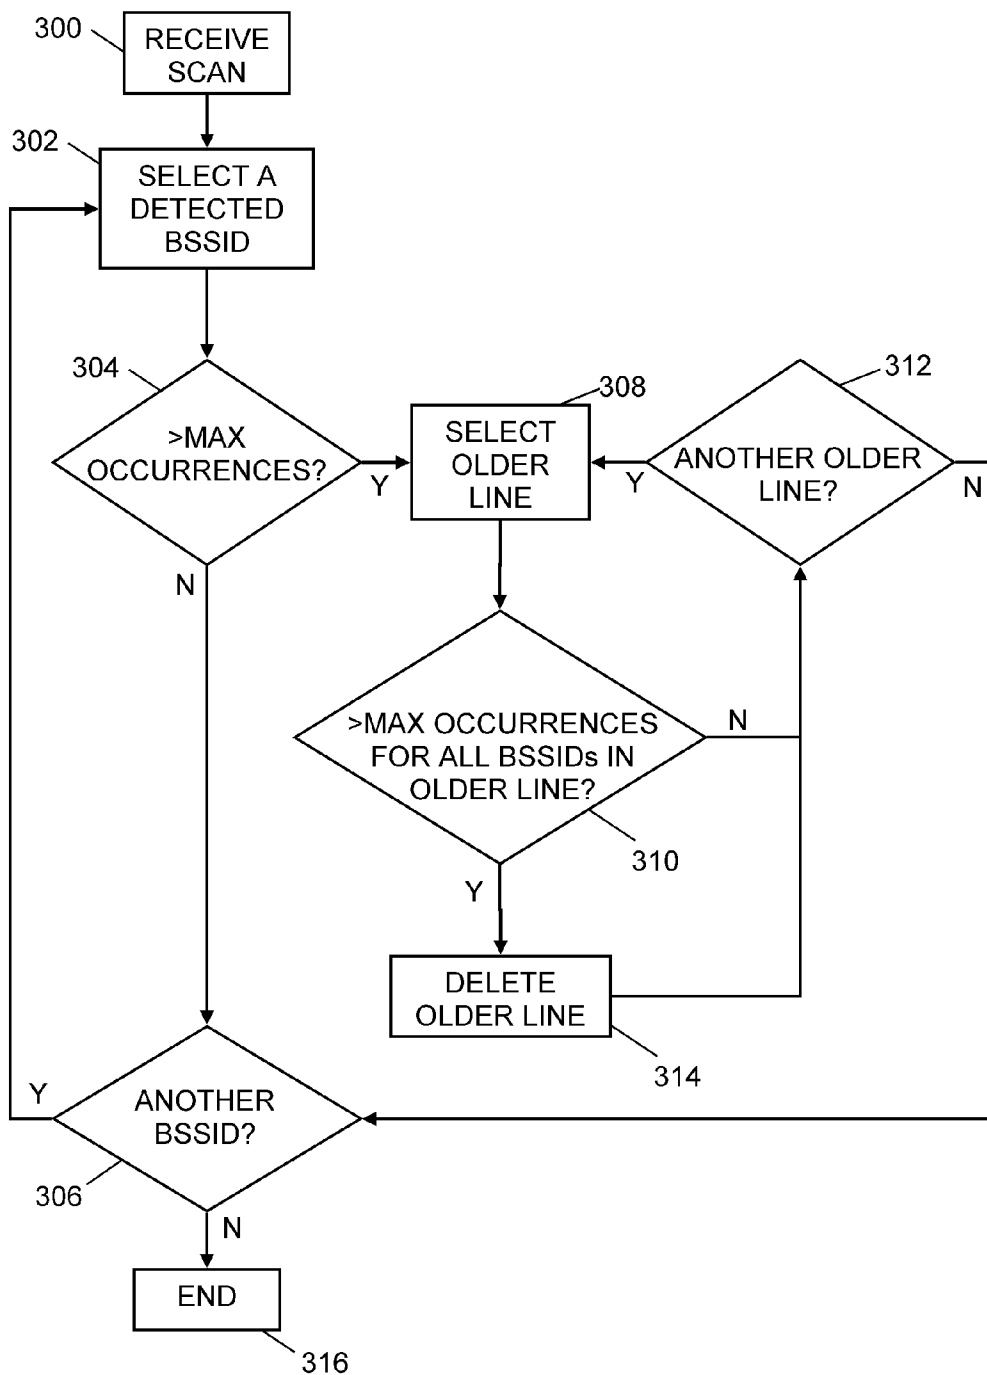 300
RECEIVE
SCAN
302
SELECT A
DETECTED
BSSID
304
>MAX
OCCURRENCES?
Y
N
308
SELECT
OLDER
LINE
312
ANOTHER OLDER
LINE?
Y
N
>MAX OCCURRENCES
FOR ALL BSSIDs IN
OLDER LINE?
N
310
Y
DELETE
OLDER LINE
314
Y
ANOTHER
BSSID?
306
N
END
316